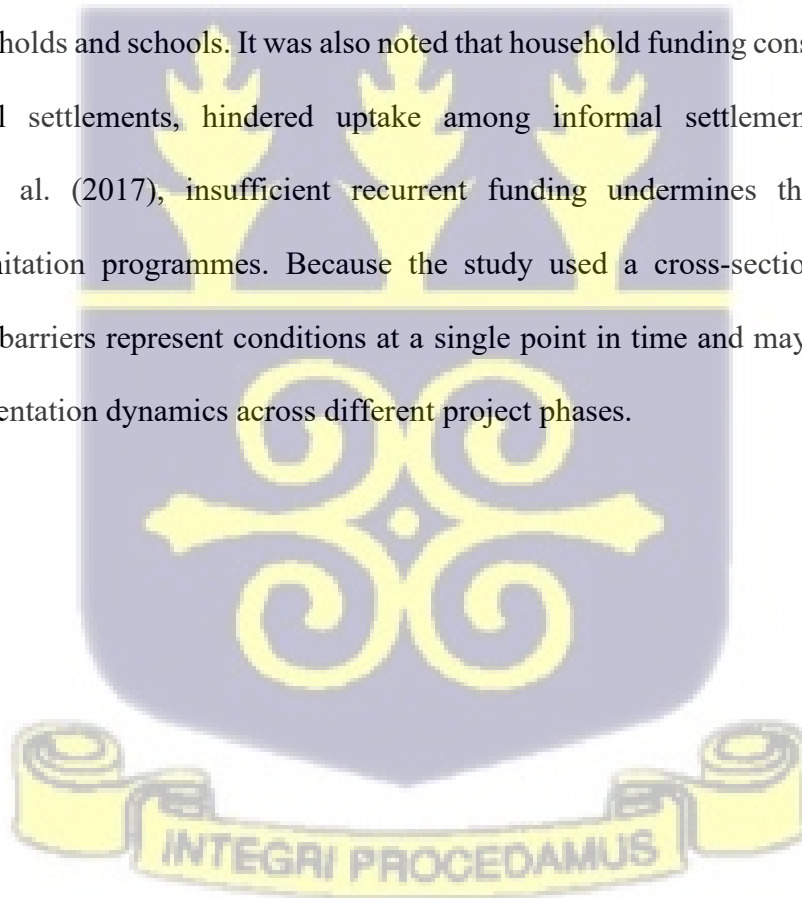 holds and schools. It was also noted that household funding cons
l settlements, hindered uptake among informal settlemen
al. (2017), insufficient recurrent funding undermines th
nitation programmes. Because the study used a cross-sectio
barriers represent conditions at a single point in time and may
entation dynamics across different project phases.
INTEGRI PROCEDAMUS